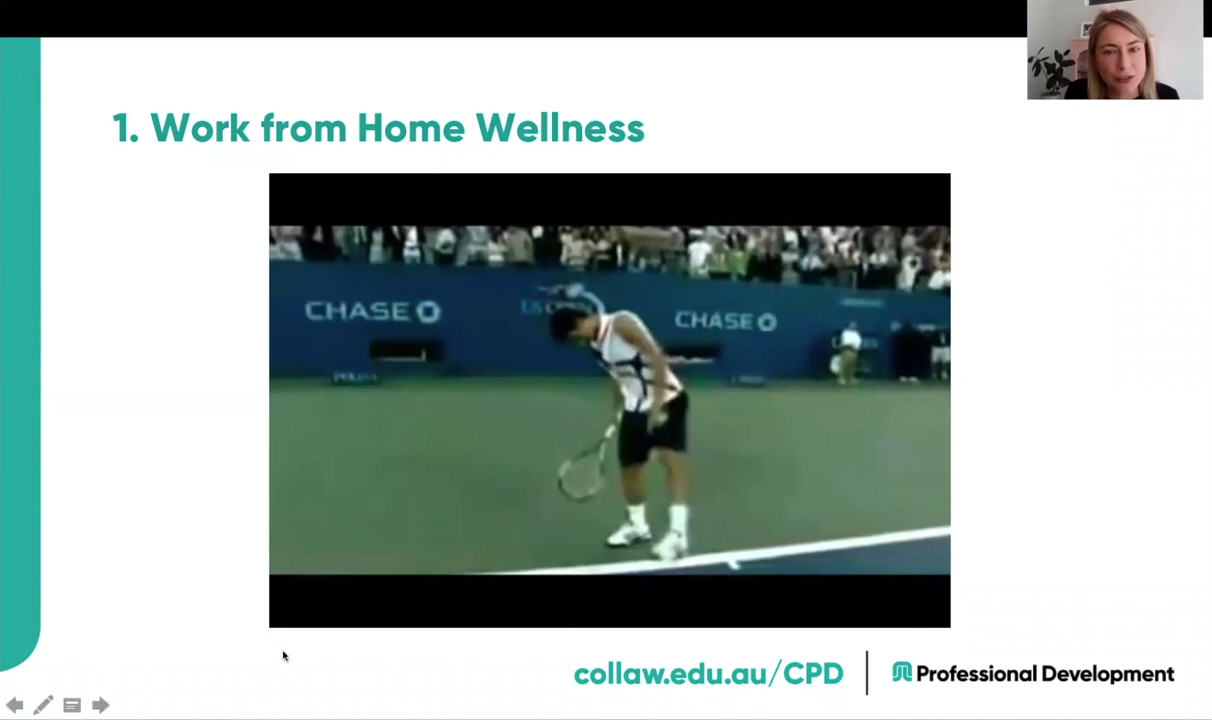 1. Work from Home Wellness
CHASE
US OPEN
CHASE
collaw.edu.au/CPD
Professional Development